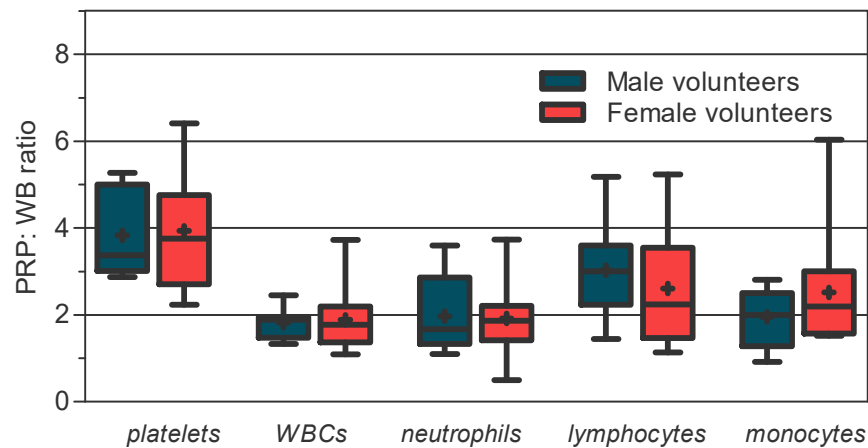 8
6
4
2
0
PRP: WB ratio
Male volunteers
Female volunteers
platelets WBCs neutrophils lymphocytes monocytes